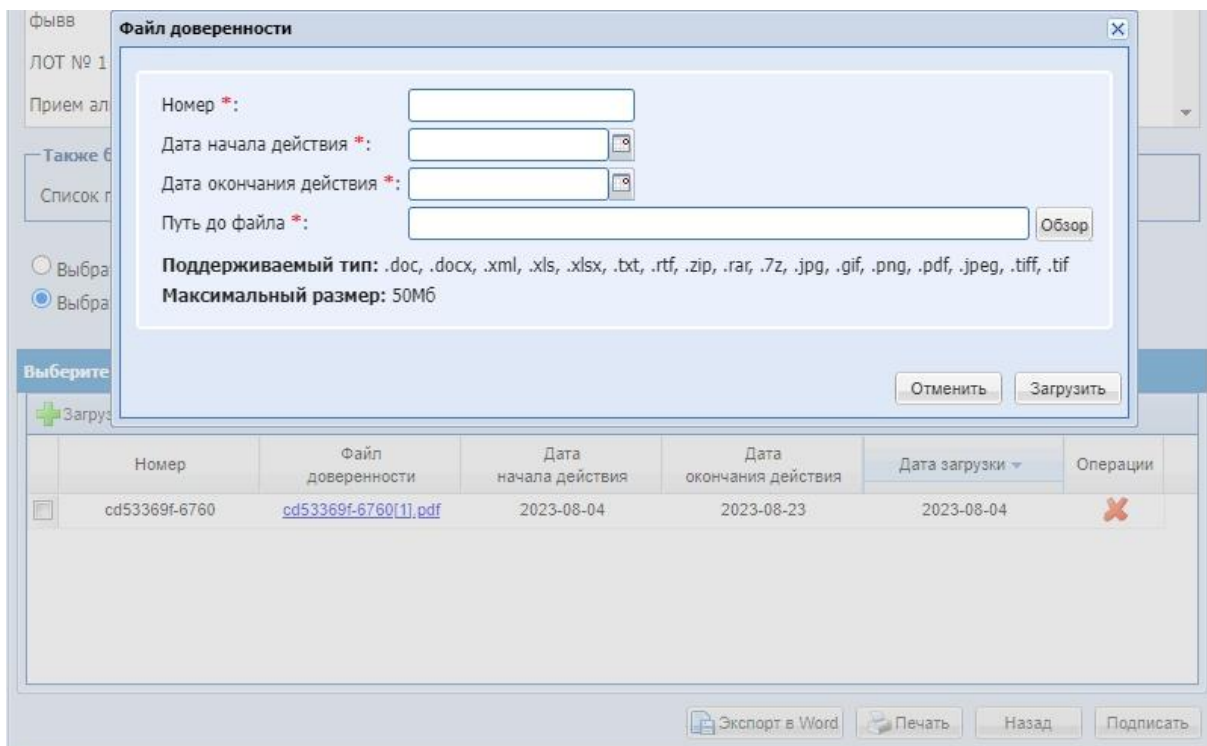 фывв
Файл доверенности
ЛОТ № 1
Прием ал
Номер *:
Дата начала действия *:
Также б
Дата окончания действия *:
Список п
Путь до файла *:
Обзор
Выбра
Поддерживаемый тип: .doc, .docx, .xml, .xls, .xlsx, .txt, .rtf, .zip, .rar, .7z, .jpg, .gif, .png, .pdf, .jpeg, .tiff, .tif
Выбра
Максимальный размер: 50Мб
Выберите
Отменить Загрузить
Загруз
Номер Файл доверенности Дата начала действия Дата окончания действия Дата загрузки Операции
cd53369f-6760 cd53369f-6760[1].pdf 2023-08-04 2023-08-23 2023-08-04
Экспорт в Word Печать Назад Подписать